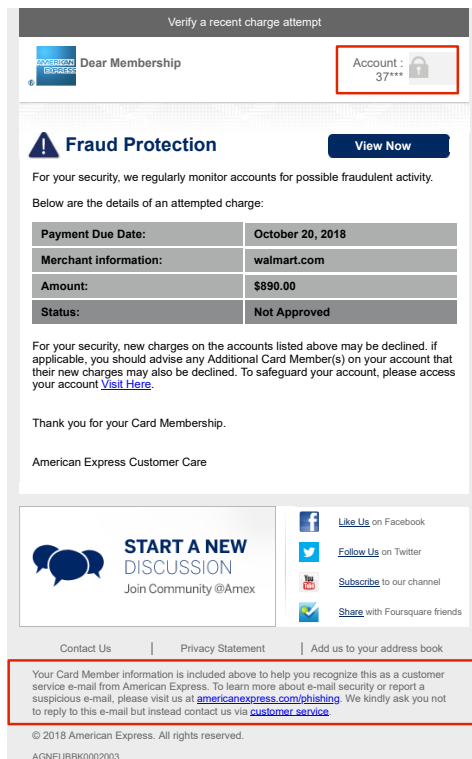 Verify a recent charge attempt
AMERICAN EXPRESS
®
Dear Membership
Account :
37***
Fraud Protection
View Now
For your security, we regularly monitor accounts for possible fraudulent activity.
Below are the details of an attempted charge:
Payment Due Date: October 20, 2018
Merchant information: walmart.com
Amount: $890.00
Status: Not Approved
For your security, new charges on the accounts listed above may be declined. if
applicable, you should advise any Additional Card Member(s) on your account that
their new charges may also be declined. To safeguard your account, please access
your account Visit Here.
Thank you for your Card Membership.
American Express Customer Care
START A NEW
DISCUSSION
Join Community @Amex
Like Us on Facebook
Follow Us on Twitter
You Tube
Subscribe to our channel
Share with Foursquare friends
Contact Us | Privacy Statement | Add us to your address book
Your Card Member information is included above to help you recognize this as a customer
service e-mail from American Express. To learn more about e-mail security or report a
suspicious e-mail, please visit us at americanexpress.com/phishing. We kindly ask you not
to reply to this e-mail but instead contact us via customer service.
© 2018 American Express. All rights reserved.
AGNEUBBK0002003